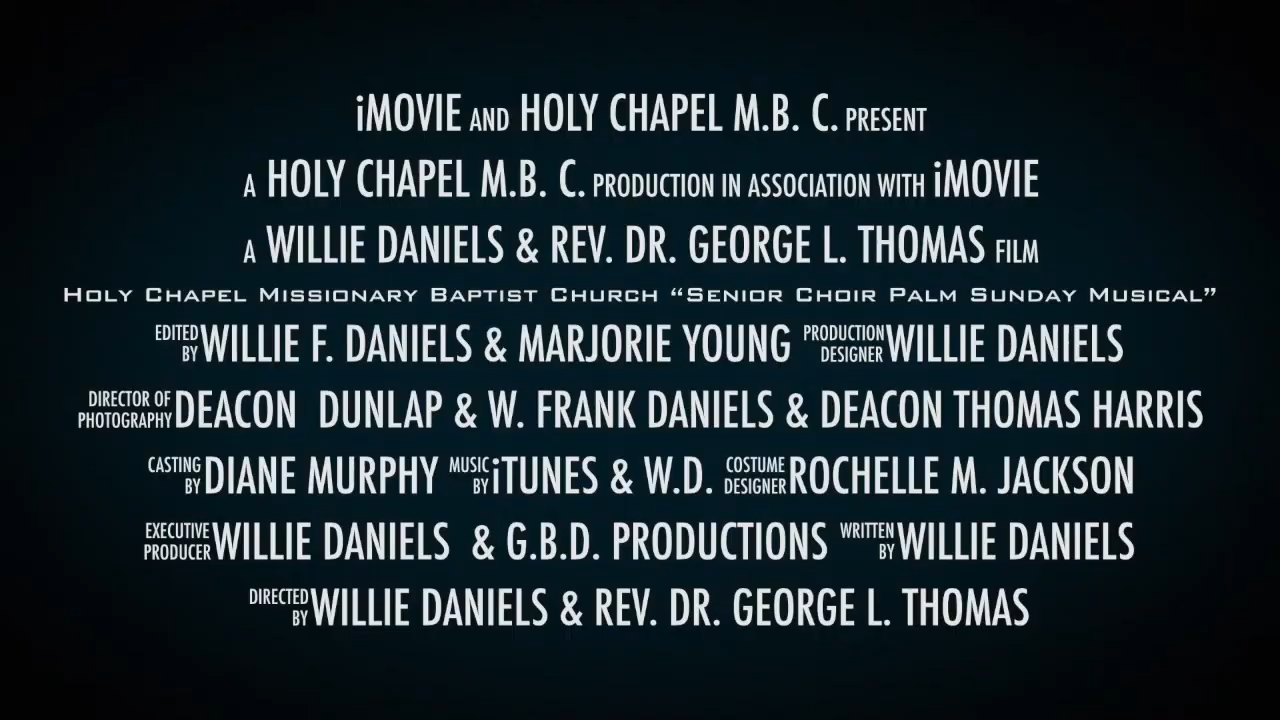 iMOVIE AND HOLY CHAPEL M.B. C. PRESENT
A HOLY CHAPEL M.B. C. PRODUCTION IN ASSOCIATION WITH iMOVIE
A WILLIE DANIELS & REV. DR. GEORGE L. THOMAS FILM
HOLY CHAPEL MISSIONARY BAPTIST CHURCH “SENIOR CHOIR PALM SUNDAY MUSICAL”
EDITED BY WILLIE F. DANIELS & MARJORIE YOUNG PRODUCTION DESIGNER WILLIE DANIELS
DIRECTOR OF PHOTOGRAPHY DEACON DUNLAP & W. FRANK DANIELS & DEACON THOMAS HARRIS
CASTING BY DIANE MURPHY MUSIC BY iTUNES & W.D. COSTUME DESIGNER ROCHELLE M. JACKSON
EXECUTIVE PRODUCER WILLIE DANIELS & G.B.D. PRODUCTIONS WRITTEN BY WILLIE DANIELS
DIRECTED BY WILLIE DANIELS & REV. DR. GEORGE L. THOMAS